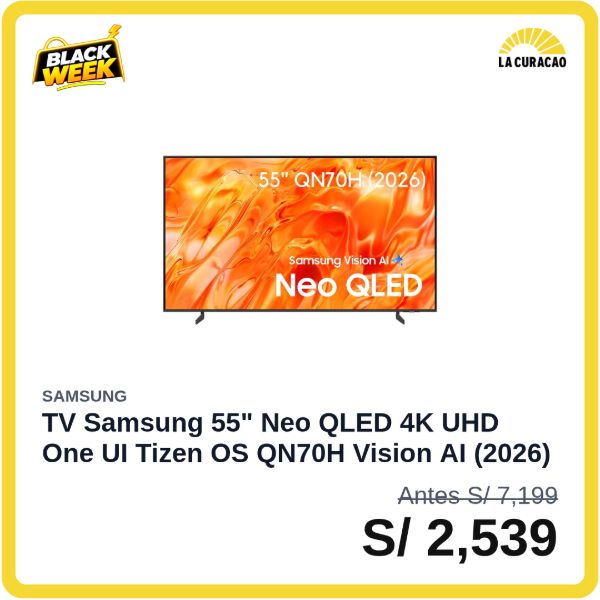 BLACK
WEEK
LA CURACAO
55" QN70H (2026)
Samsung Vision AI
Neo QLED
SAMSUNG
TV Samsung 55" Neo QLED 4K UHD
One UI Tizen OS QN70H Vision AI (2026)
Antes S/ 7,199
S/ 2,539